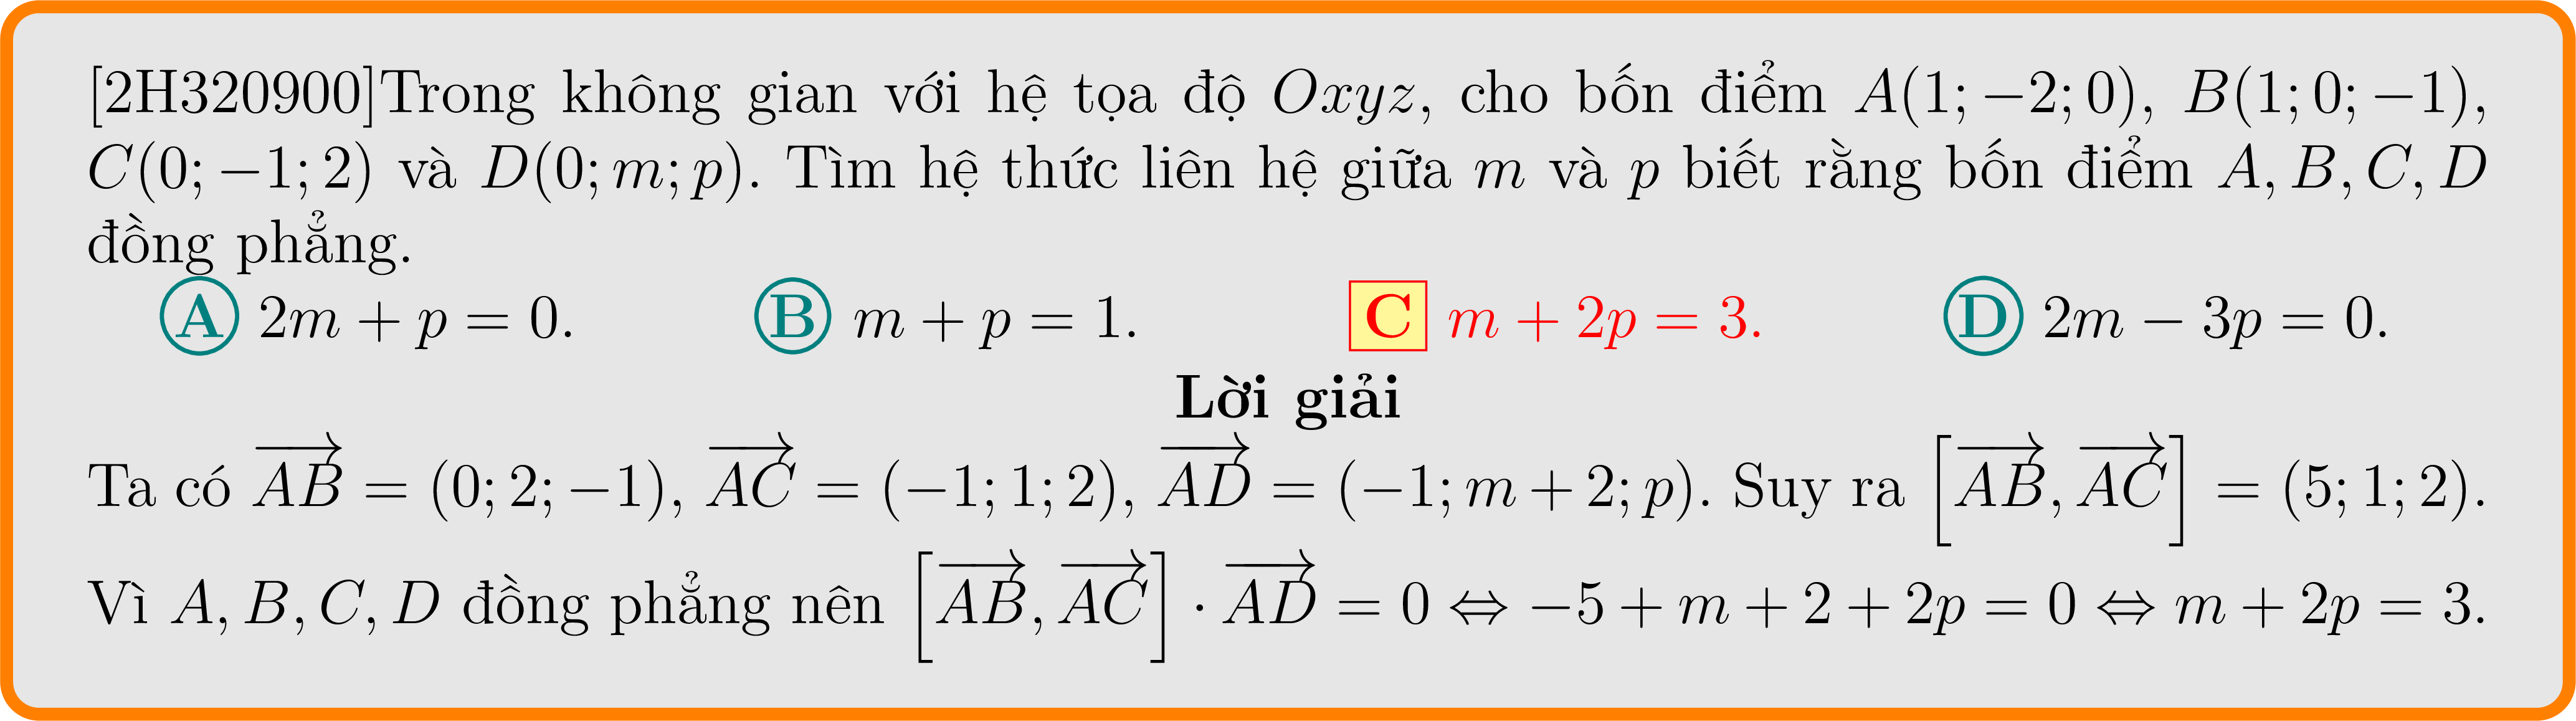 [2H320900]Trong không gian với hệ tọa độ Oxyz, cho bốn điểm A(1; −2; 0), B(1; 0; −1),
C(0; −1; 2) và D(0; m; p). Tìm hệ thức liên hệ giữa m và p biết rằng bốn điểm A, B, C, D
đồng phẳng.
A 2m + p = 0. B m + p = 1. C m + 2p = 3. D 2m − 3p = 0.
Lời giải
Ta có $\overrightarrow{AB}$ = (0; 2; −1), $\overrightarrow{AC}$ = (−1; 1; 2), $\overrightarrow{AD}$ = (−1; m + 2; p). Suy ra $\left[\overrightarrow{AB}, \overrightarrow{AC}\right]$ = (5; 1; 2).
Vì A, B, C, D đồng phẳng nên $\left[\overrightarrow{AB}, \overrightarrow{AC}\right] \cdot \overrightarrow{AD}$ = 0 ⇔ −5 + m + 2 + 2p = 0 ⇔ m + 2p = 3.